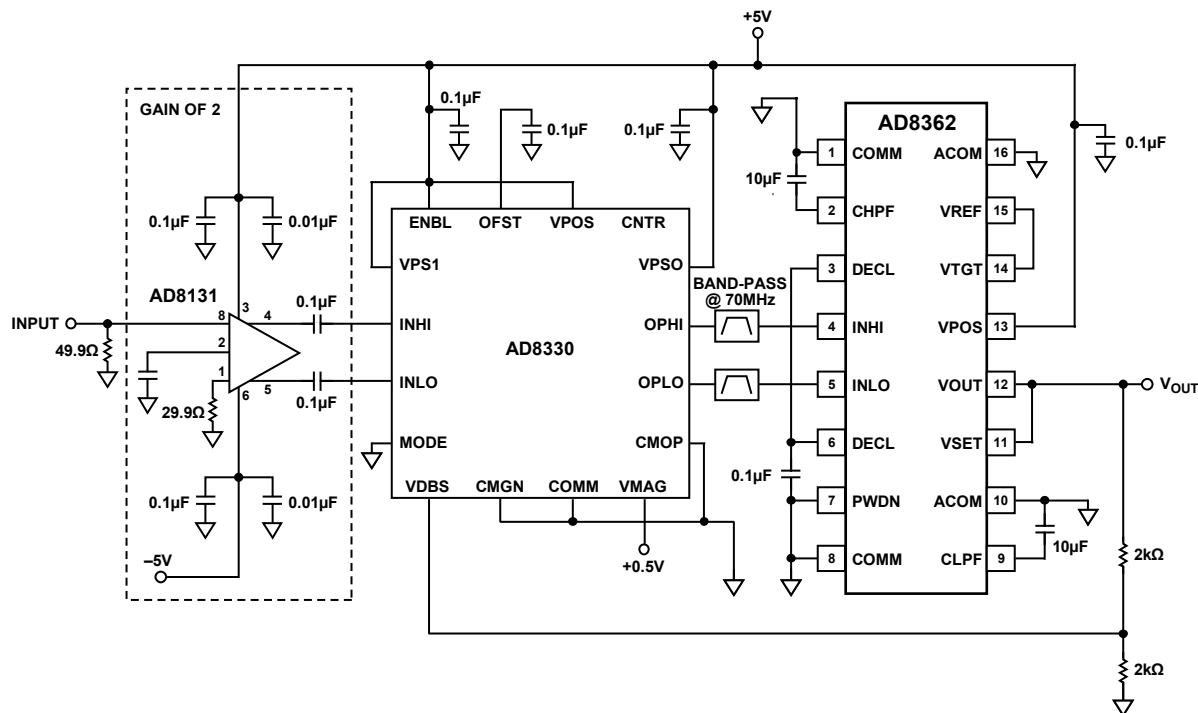 +5V
GAIN OF 2
0.1µF
0.1µF
0.1µF
0.1µF
0.1µF
0.01µF
AD8131
INPUT
49.9Ω
8
2
1
3
4
5
6
29.9Ω
0.1µF
0.1µF
0.1µF
0.01µF
–5V
ENBL
OFST
VPOS
CNTR
VPS1
VPSO
INHI
OPHI
AD8330
INLO
OPLO
MODE
CMOP
VDBS
CMGN
COMM
VMAG
+0.5V
BAND-PASS
@ 70MHz
10µF
0.1µF
AD8362
1
COMM
ACOM
16
2
CHPF
VREF
15
3
DECL
VTGT
14
4
INHI
VPOS
13
5
INLO
VOUT
12
6
DECL
VSET
11
7
PWDN
ACOM
10
8
COMM
CLPF
9
VOUT
10µF
2kΩ
2kΩ